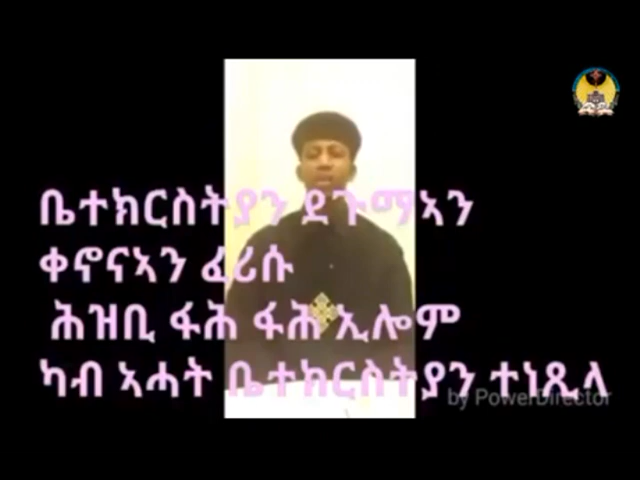 ቤተክርስትያን ደጉማኣን
ቀኖናኣን ፈሪሱ
ሕዝቢ ፋሕ ፋሕ ኢሎም
ካብ ኣሓት ቤተክርስትያን ተነጺላ
by PowerDirector